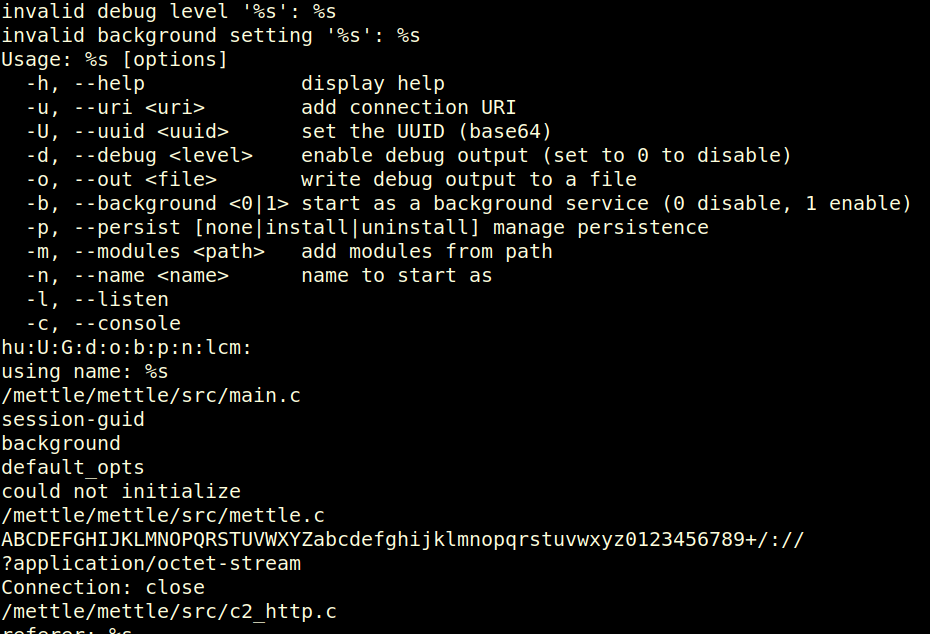 invalid debug level '%s': %s
invalid background setting '%s': %s
Usage: %s [options]
  -h, --help             display help
  -u, --uri <uri>        add connection URI
  -U, --uuid <uuid>      set the UUID (base64)
  -d, --debug <level>    enable debug output (set to 0 to disable)
  -o, --out <file>       write debug output to a file
  -b, --background <0|1> start as a background service (0 disable, 1 enable)
  -p, --persist [none|install|uninstall] manage persistence
  -m, --modules <path>   add modules from path
  -n, --name <name>      name to start as
  -l, --listen
  -c, --console
hu:U:G:d:o:b:p:n:lcm:
using name: %s
/mettle/mettle/src/main.c
session-guid
background
default_opts
could not initialize
/mettle/mettle/src/mettle.c
ABCDEFGHIJKLMNOPQRSTUVWXYZabcdefghijklmnopqrstuvwxyz0123456789+/://
?application/octet-stream
Connection: close
/mettle/mettle/src/c2_http.c
referer: %s